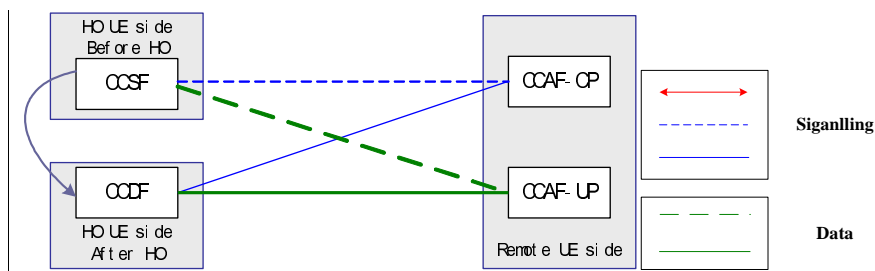 HO UE side
Before HO
CCSF
CCDF
HO UE side
After HO
CCAF-CP
CCAF-UP
Remote UE side
Siganlling
Data